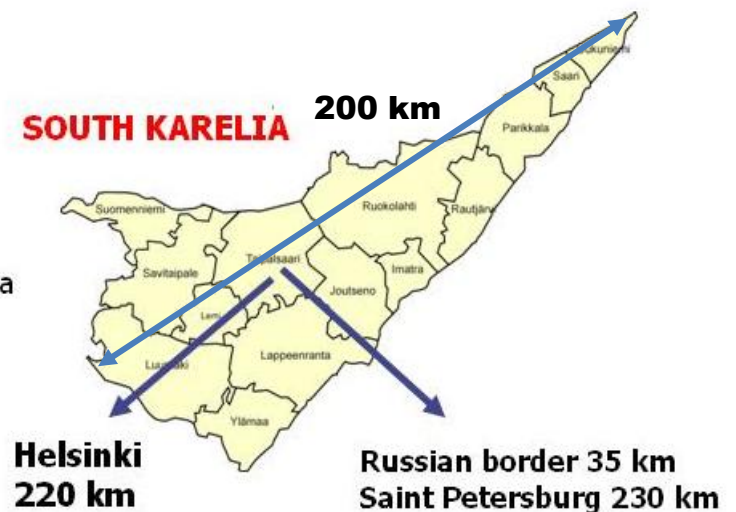 200 km
SOUTH KARELIA
Saari
Parikkala
Suomenniemi
Ruokolahti
Rautjärvi
Taipalsaari
Savitaipale
Imatra
a
Joutseno
Lemi
Lappeenranta
Ylämaa
Helsinki
220 km
Russian border 35 km
Saint Petersburg 230 km